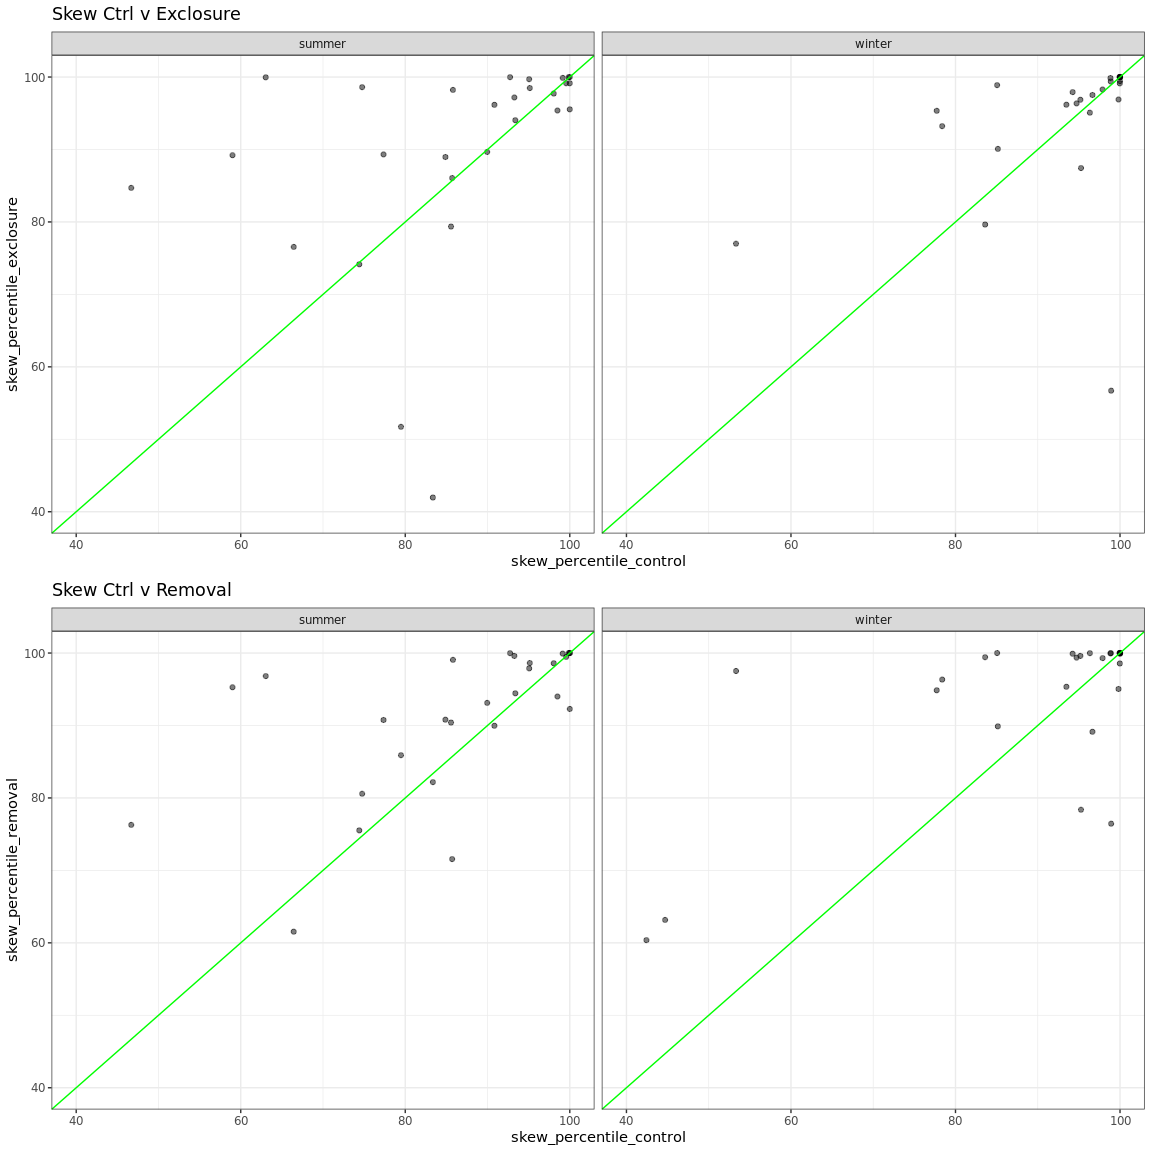 Skew Ctrl v Exclosure
summer
winter
skew_percentile_exclosure
100
80
60
40
40
60
80
100
40
60
80
100
skew_percentile_control
Skew Ctrl v Removal
summer
winter
skew_percentile_removal
100
80
60
40
40
60
80
100
40
60
80
100
skew_percentile_control